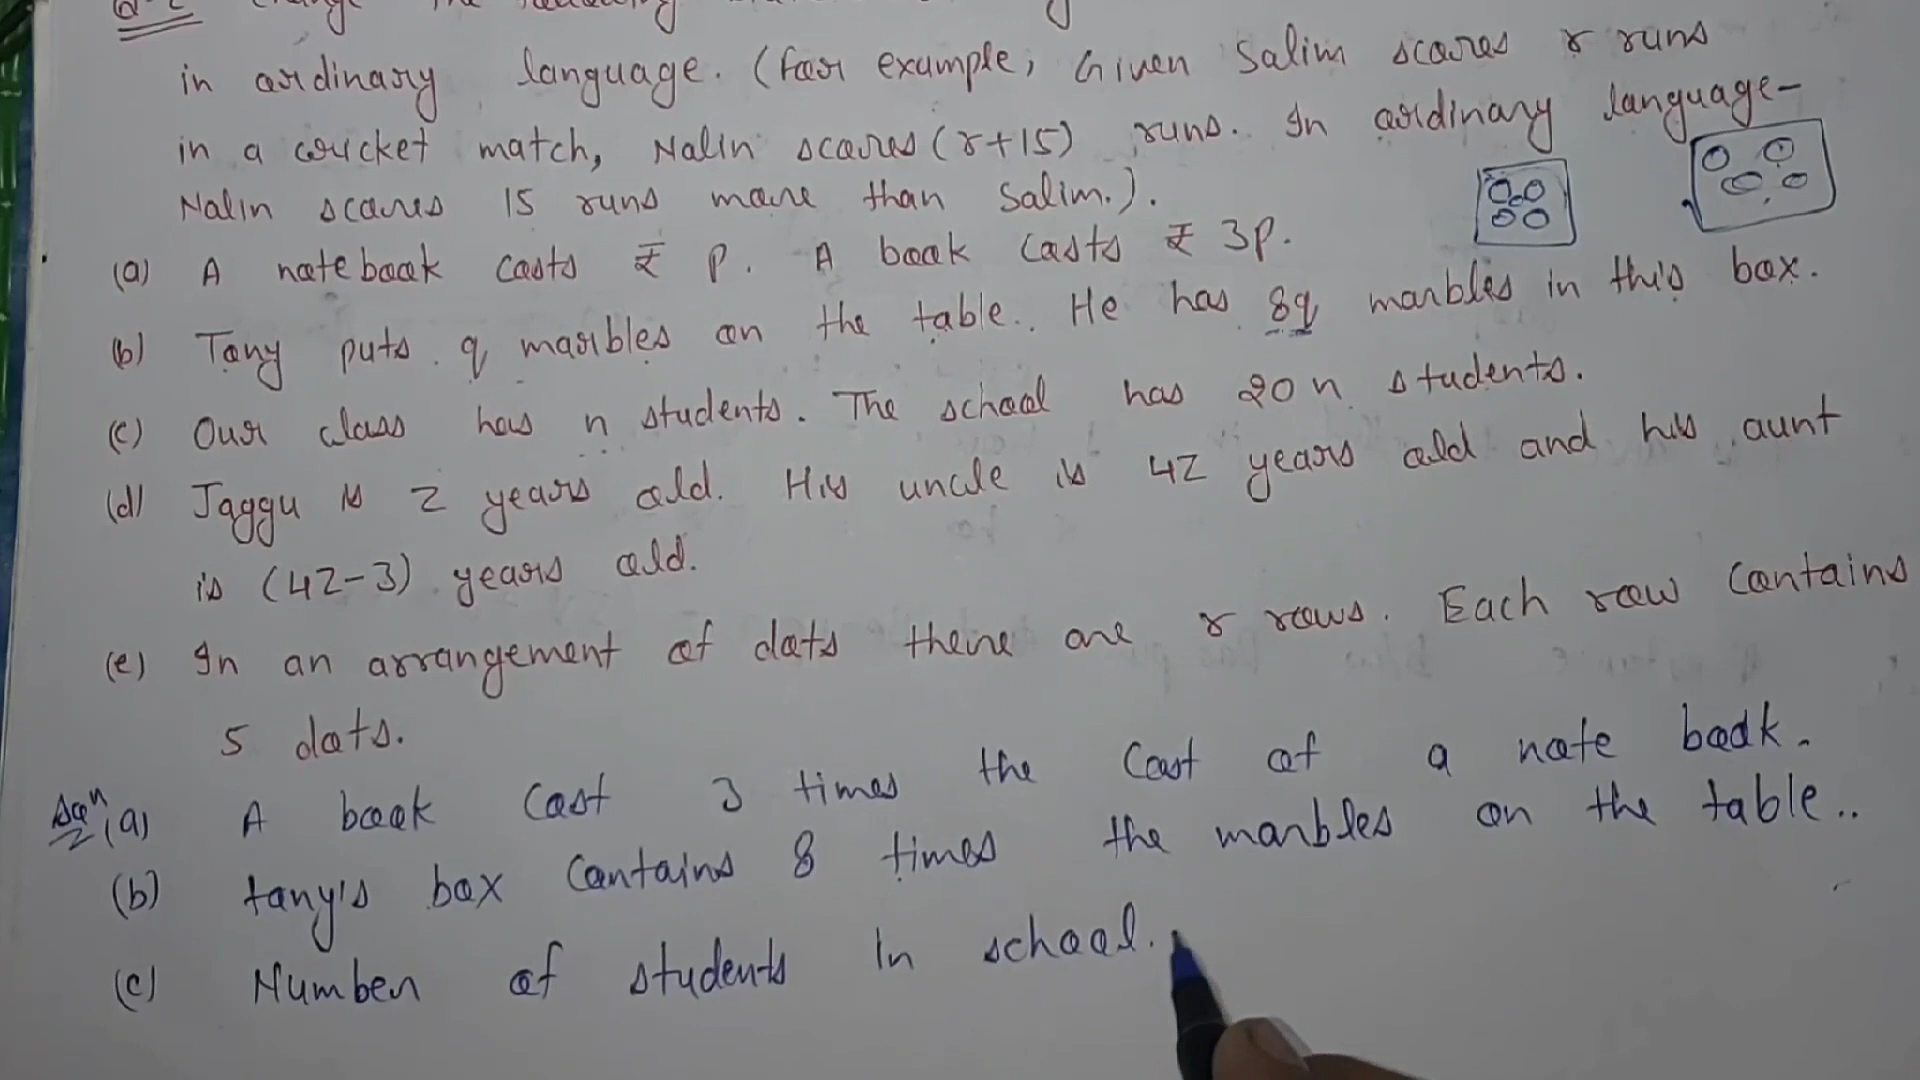 in ordinary language. (For example, Given Salim scores r runs
in a cricket match, Nalin scores (r+15) runs. In ordinary language-
Nalin scores 15 runs more than Salim.).
(a) A note book costs ₹ p. A book costs ₹ 3p.
(b) Tony puts q marbles on the table. He has 8q marbles in this box.
(c) Our class has n students. The school has 20 n students.
(d) Jaggu is z years old. His uncle is 4z years old and his aunt
is (4z-3) years old.
(e) In an arrangement of dots there are r rows. Each row contains
5 dots.
Soln (a) A book cost 3 times the cost of a note book.
(b) tony's box contains 8 times the marbles on the table..
(c) Number of students in school.